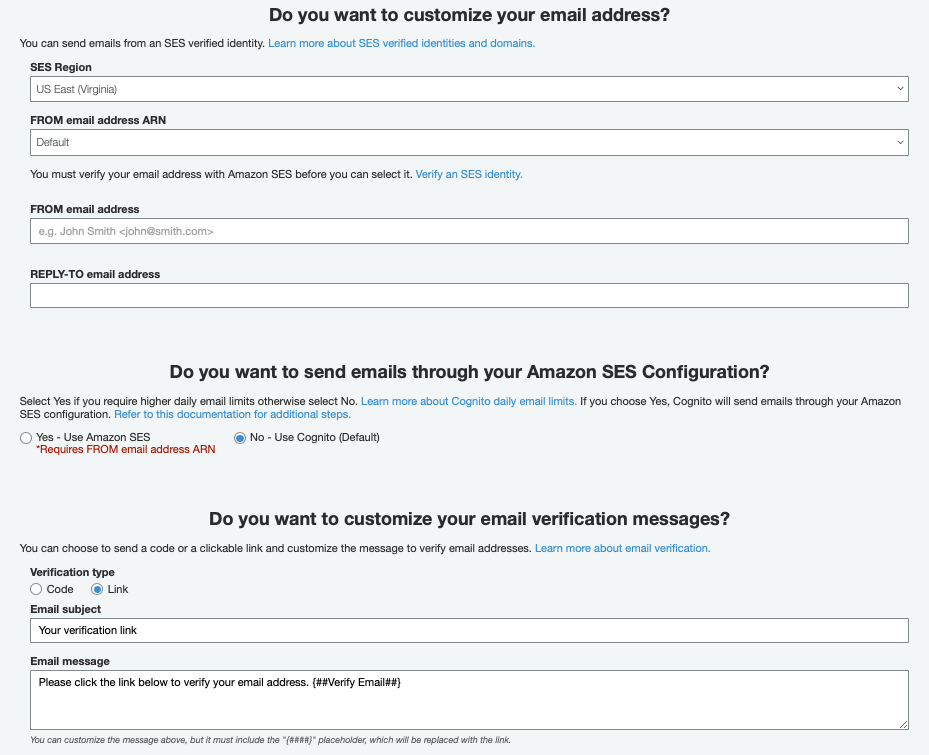 Do you want to customize your email address?
You can send emails from an SES verified identity. Learn more about SES verified identities and domains.
SES Region
US East (Virginia)
FROM email address ARN
Default
You must verify your email address with Amazon SES before you can select it. Verify an SES identity.
FROM email address
e.g. John Smith <john@smith.com>
REPLY-TO email address
Do you want to send emails through your Amazon SES Configuration?
Select Yes if you require higher daily email limits otherwise select No. Learn more about Cognito daily email limits. If you choose Yes, Cognito will send emails through your Amazon
SES configuration. Refer to this documentation for additional steps.
Yes - Use Amazon SES No - Use Cognito (Default)
*Requires FROM email address ARN
Do you want to customize your email verification messages?
You can choose to send a code or a clickable link and customize the message to verify email addresses. Learn more about email verification.
Verification type
Code Link
Email subject
Your verification link
Email message
Please click the link below to verify your email address. {##Verify Email##}
You can customize the message above, but it must include the "{####}" placeholder, which will be replaced with the link.